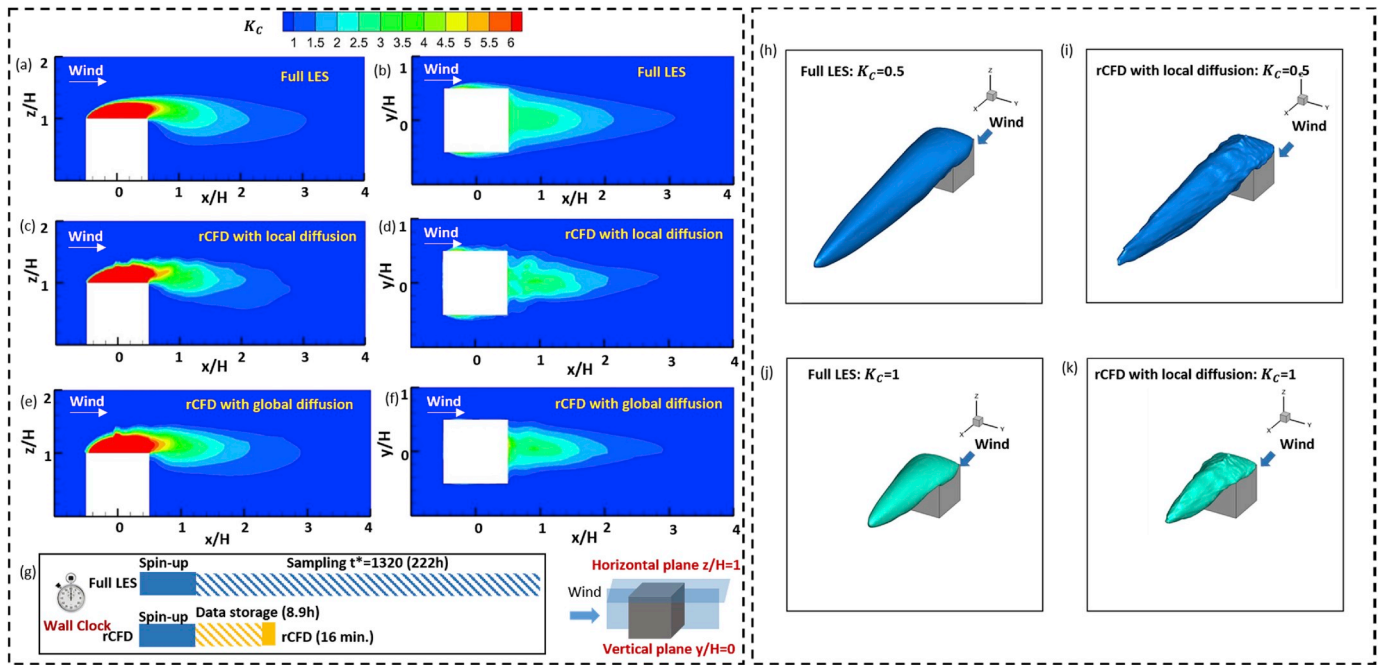 K_C
1 1.5 2 2.5 3 3.5 4 4.5 5 5.5 6
(a)
2
1
z/H
Wind
Full LES
0 1 2 3 4
x/H
(b)
1
0
y/H
Wind
Full LES
0 1 2 3 4
x/H
(c)
2
1
z/H
Wind
rCFD with local diffusion
0 1 2 3 4
x/H
(d)
1
0
y/H
Wind
rCFD with local diffusion
0 1 2 3 4
x/H
(e)
2
1
z/H
Wind
rCFD with global diffusion
0 1 2 3 4
x/H
(f)
1
0
y/H
Wind
rCFD with global diffusion
0 1 2 3 4
x/H
(g)
Spin-up
Sampling t*=1320 (222h)
Full LES
Spin-up
Data storage (8.9h)
Wall Clock
rCFD
rCFD (16 min.)
Horizontal plane z/H=1
Wind
Vertical plane y/H=0
(h)
Full LES: K_C=0.5
Z
X
Y
Wind
(i)
rCFD with local diffusion: K_C=0.5
Z
X
Y
Wind
(j)
Full LES: K_C=1
Z
X
Y
Wind
(k)
rCFD with local diffusion: K_C=1
Z
X
Y
Wind